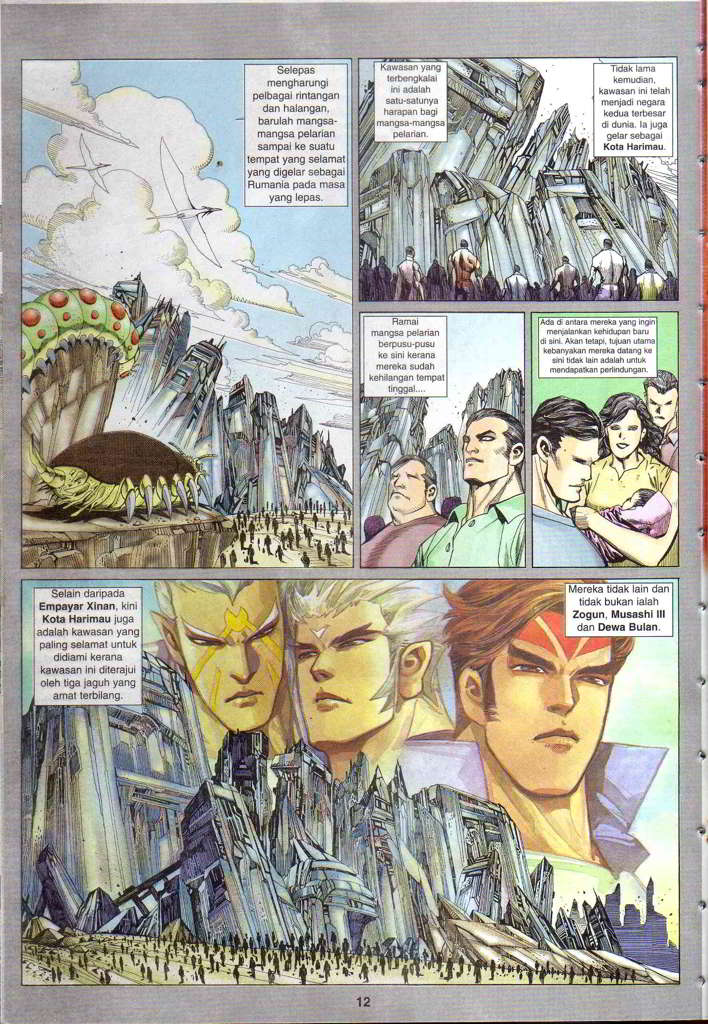 Selepas
mengharungi
pelbagai rintangan
dan halangan,
barulah mangsa-
mangsa pelarian
sampai ke suatu
tempat yang selamat
yang digelar sebagai
Rumania pada masa
yang lepas.
Kawasan yang
terbengkalai
ini adalah
satu-satunya
harapan bagi
mangsa-mangsa
pelarian.
Tidak lama
kemudian,
kawasan ini telah
menjadi negara
kedua terbesar
di dunia. Ia juga
gelar sebagai
Kota Harimau.
Ramai
mangsa pelarian
berpusu-pusu
ke sini kerana
mereka sudah
kehilangan tempat
tinggal....
Ada di antara mereka yang ingin
menjalankan kehidupan baru
di sini. Akan tetapi, tujuan utama
kebanyakan mereka datang ke
sini tidak lain adalah untuk
mendapatkan perlindungan.
Selain daripada
Empayar Xinan, kini
Kota Harimau juga
adalah kawasan yang
paling selamat untuk
didiami kerana
kawasan ini diterajui
oleh tiga jaguh yang
amat terbilang.
Mereka tidak lain dan
tidak bukan ialah
Zogun, Musashi III
dan Dewa Bulan.
12